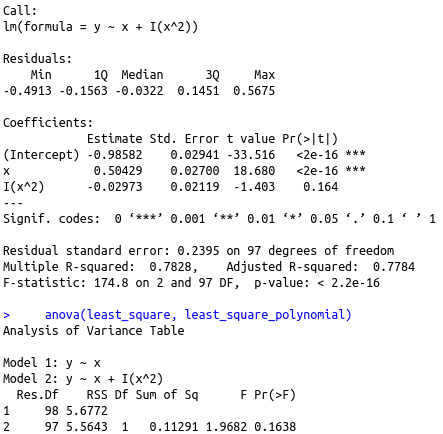 Call:
lm(formula = y ~ x + I(x^2))
Residuals:
    Min      1Q  Median      3Q     Max
-0.4913 -0.1563 -0.0322  0.1451  0.5675
Coefficients:
            Estimate Std. Error t value Pr(>|t|)
(Intercept) -0.98582    0.02941 -33.516   <2e-16 ***
x            0.50429    0.02700  18.680   <2e-16 ***
I(x^2)      -0.02973    0.02119  -1.403    0.164
---
Signif. codes:  0 ‘***’ 0.001 ‘**’ 0.01 ‘*’ 0.05 ‘.’ 0.1 ‘ ’ 1
Residual standard error: 0.2395 on 97 degrees of freedom
Multiple R-squared:  0.7828,    Adjusted R-squared:  0.7784
F-statistic: 174.8 on 2 and 97 DF,  p-value: < 2.2e-16
>     anova(least_square, least_square_polynomial)
Analysis of Variance Table
Model 1: y ~ x
Model 2: y ~ x + I(x^2)
  Res.Df    RSS Df Sum of Sq      F Pr(>F)
1     98 5.6772
2     97 5.5643  1   0.11291 1.9682 0.1638